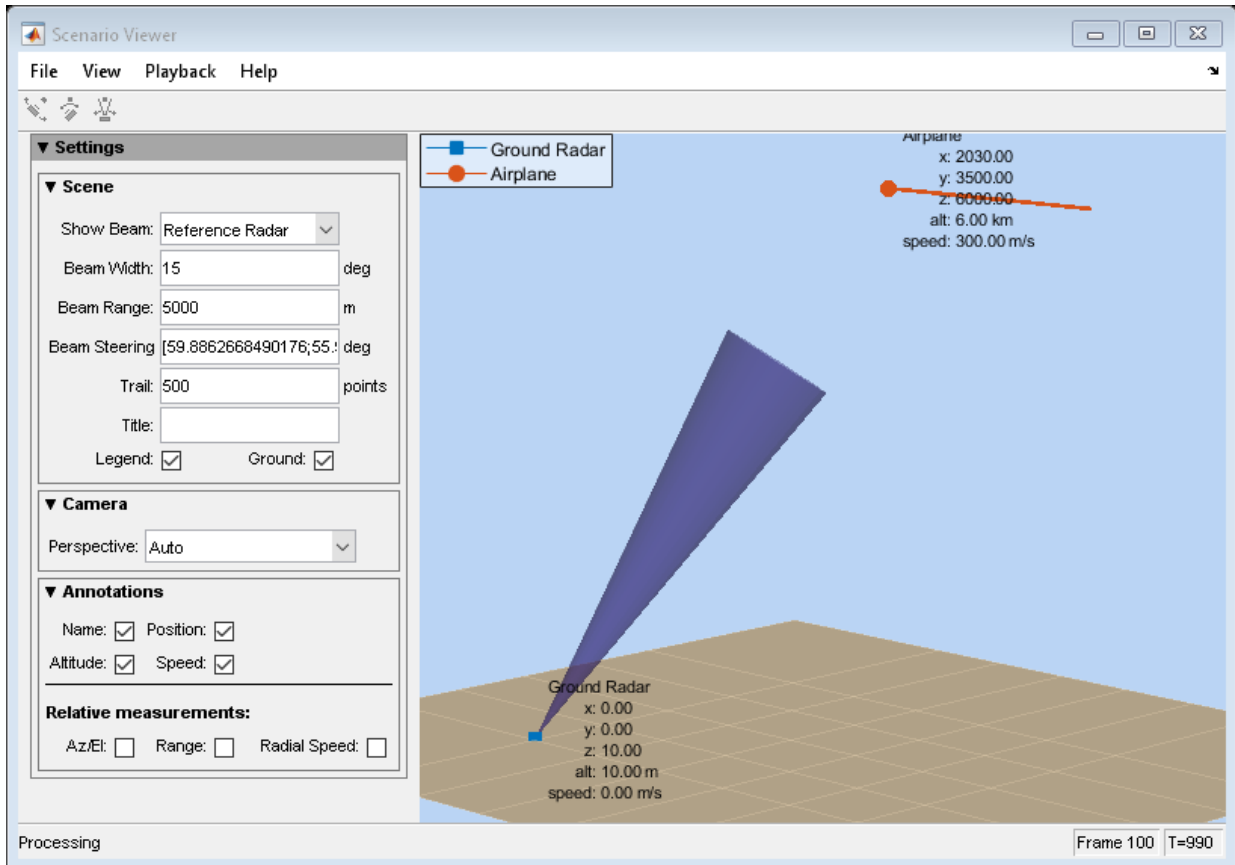 Scenario Viewer
File View Playback Help
▼ Settings
▼ Scene
Show Beam: Reference Radar
Beam Width: 15 deg
Beam Range: 5000 m
Beam Steering [59.8862668490176;55. deg
Trail: 500 points
Title:
Legend: Ground:
▼ Camera
Perspective: Auto
▼ Annotations
Name: Position:
Altitude: Speed:
Relative measurements:
Az/El: Range: Radial Speed:
Ground Radar
Airplane
Airplane
x: 2030.00
y: 3500.00
z: 6000.00
alt: 6.00 km
speed: 300.00 m/s
Ground Radar
x: 0.00
y: 0.00
z: 10.00
alt: 10.00 m
speed: 0.00 m/s
Processing
Frame 100 T=990